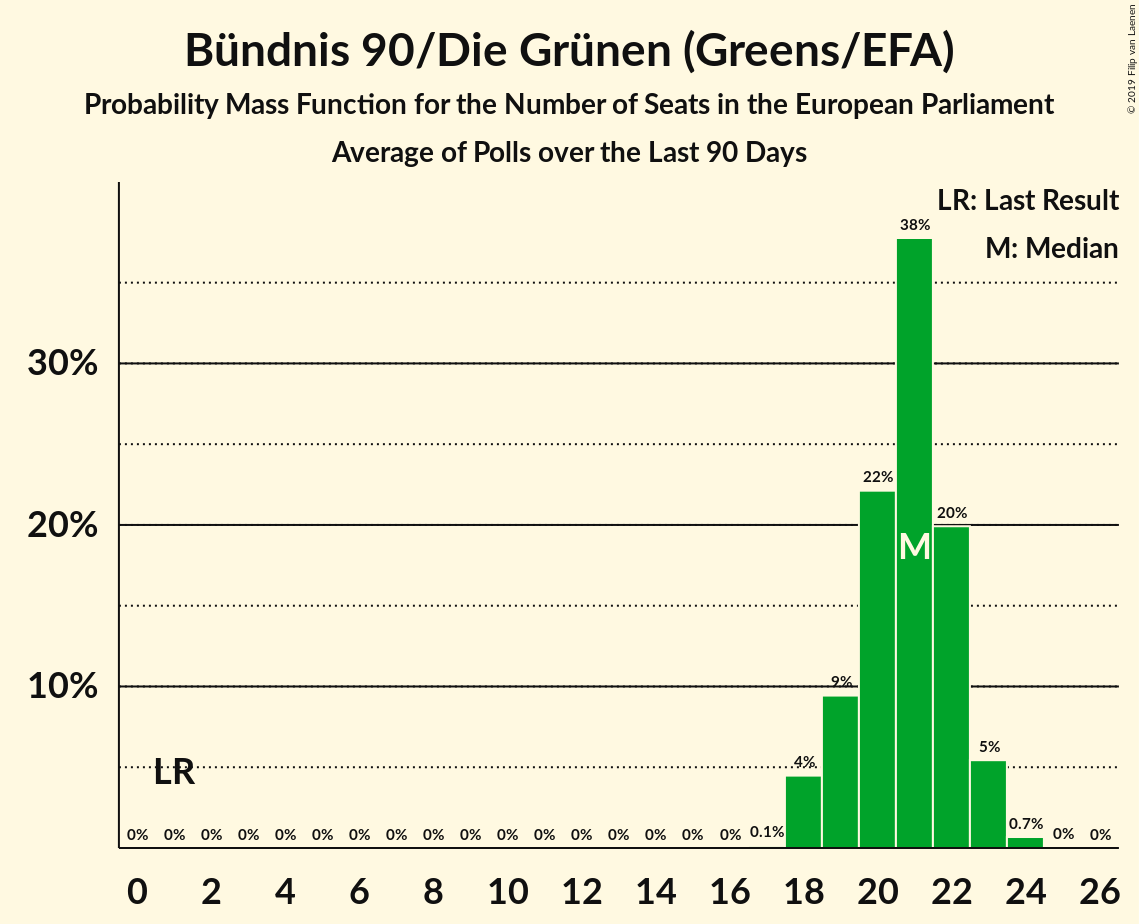 Bündnis 90/Die Grünen (Greens/EFA)
Probability Mass Function for the Number of Seats in the European Parliament
Average of Polls over the Last 90 Days
© 2019 Filip van Laenen
LR: Last Result
M: Median
38%
30%
22%
20%
20%
M
10%
9%
5%
4%
LR
0% 0% 0% 0% 0% 0% 0% 0% 0% 0% 0% 0% 0% 0% 0% 0% 0% 0.1% 0.7% 0% 0%
0 2 4 6 8 10 12 14 16 18 20 22 24 26